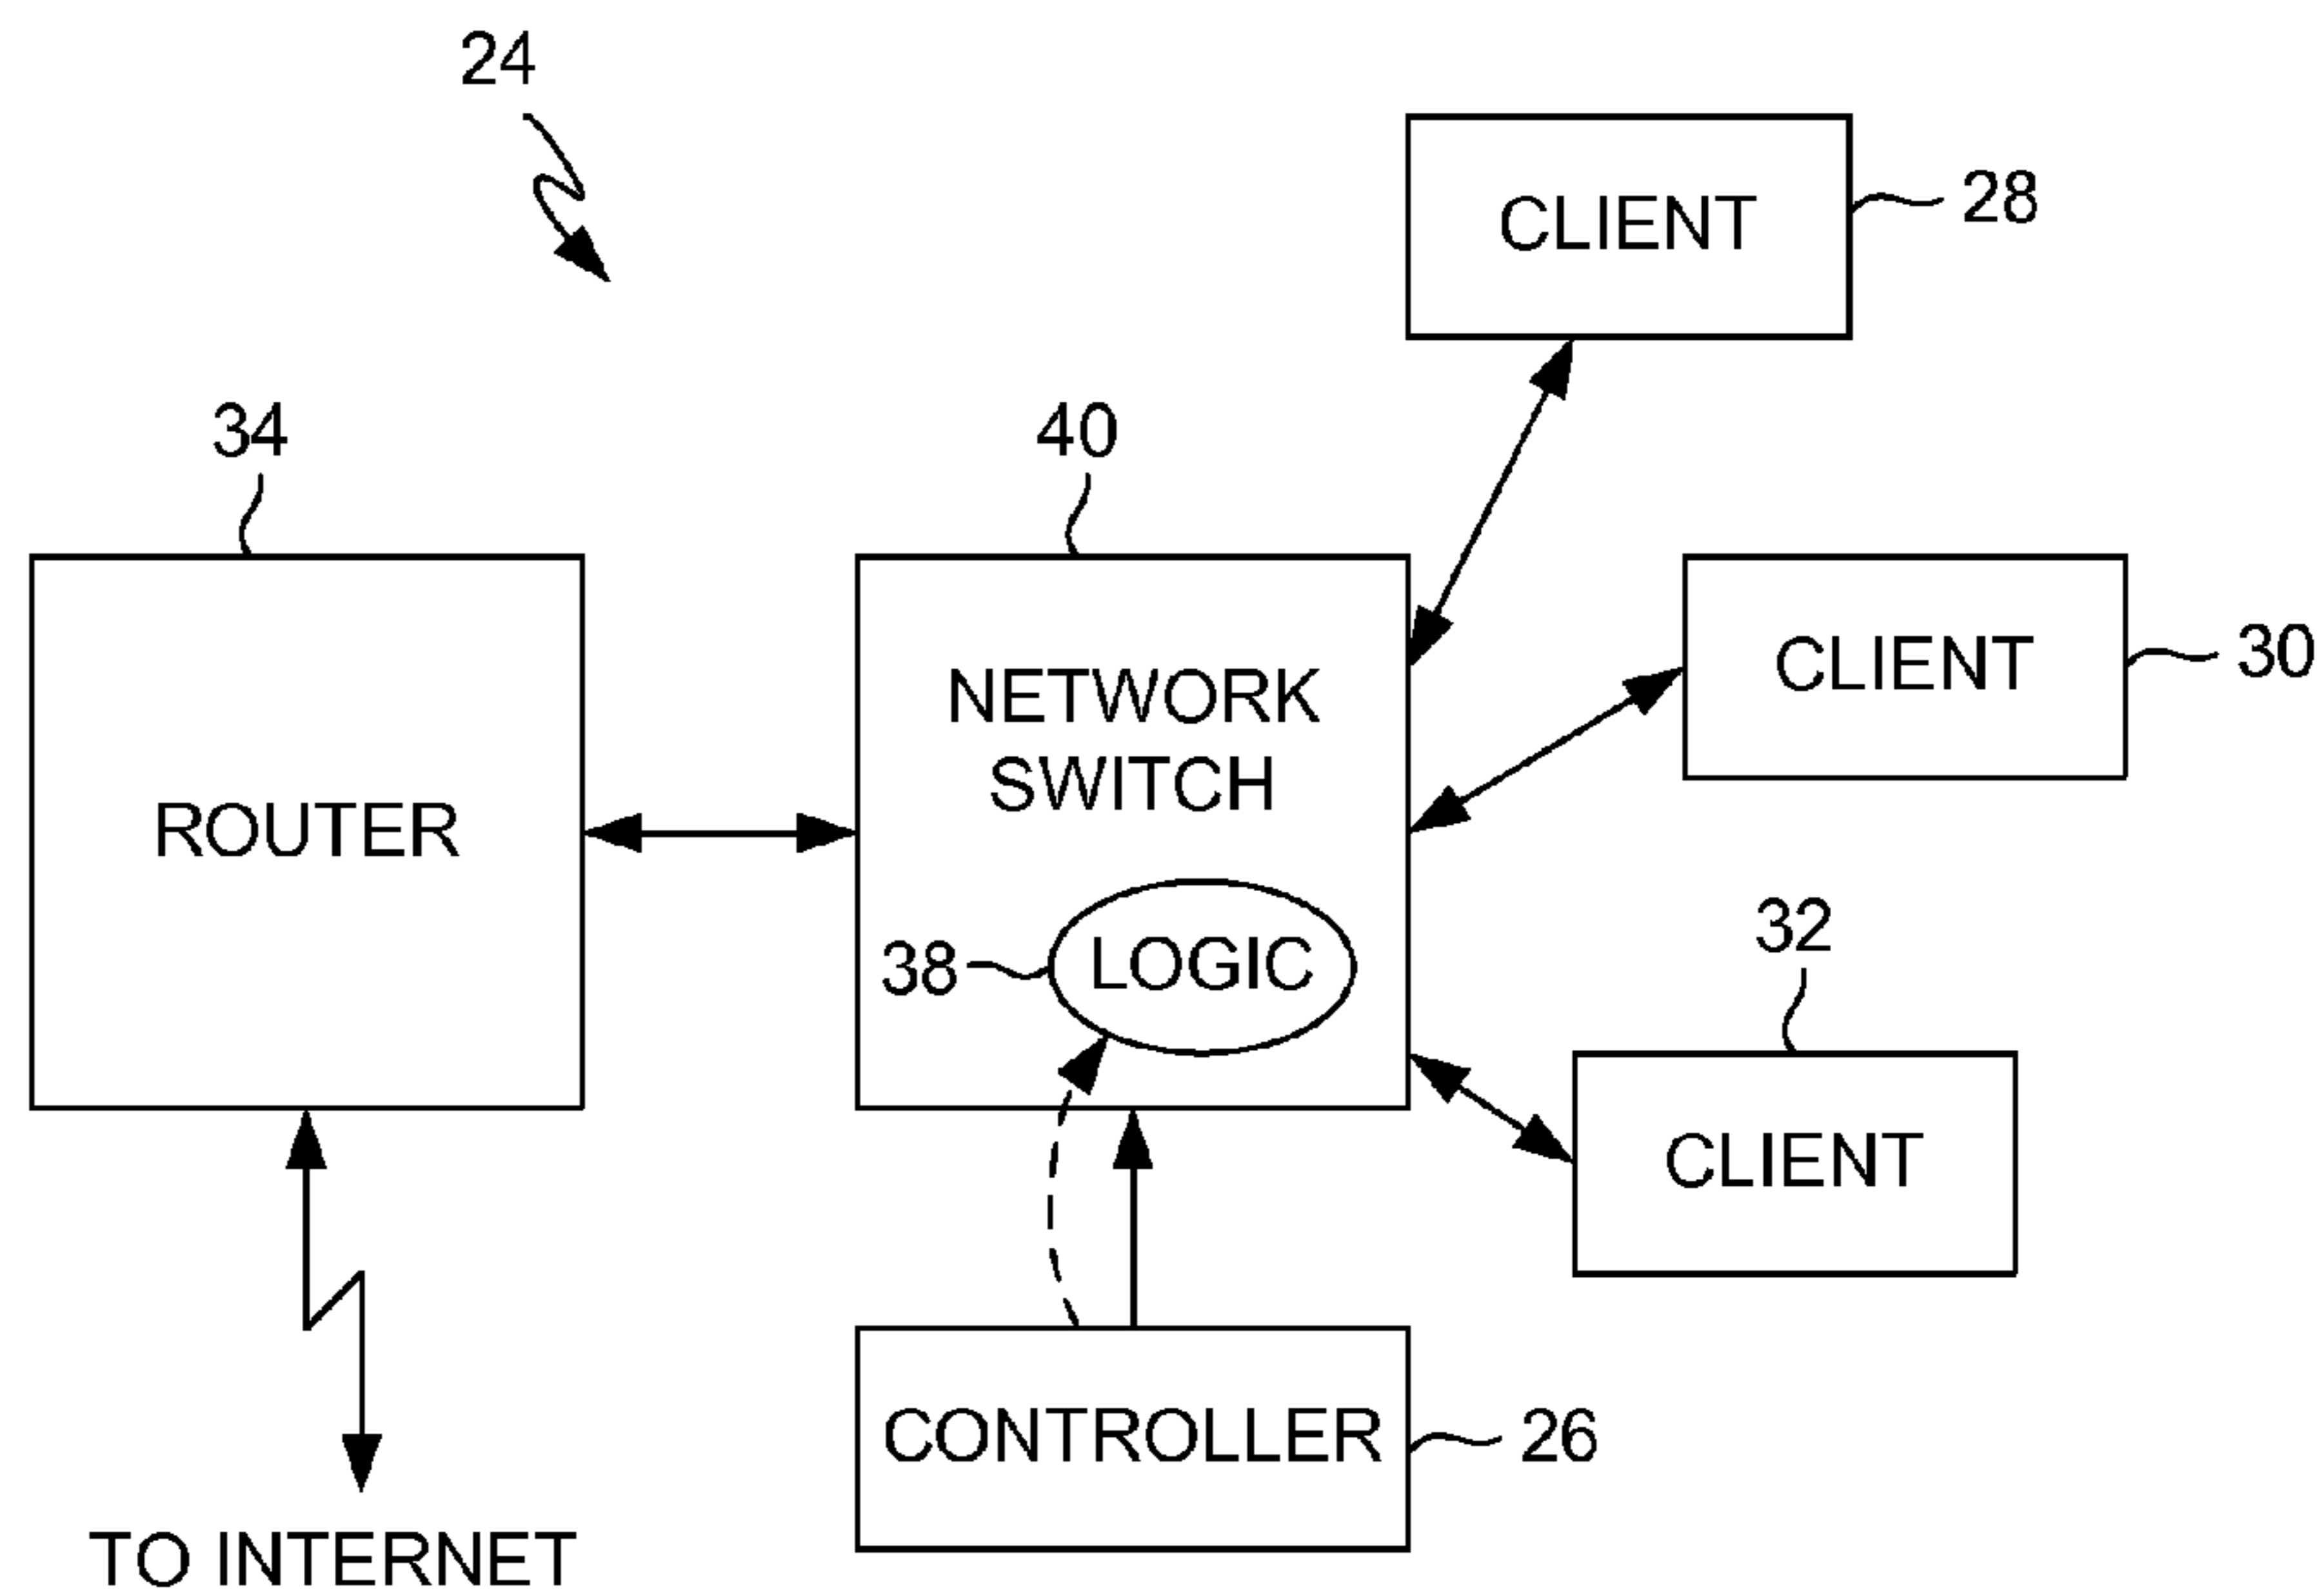 24
CLIENT
28
34
40
ROUTER
NETWORK
SWITCH
CLIENT
30
38
LOGIC
32
CLIENT
CONTROLLER
26
TO INTERNET